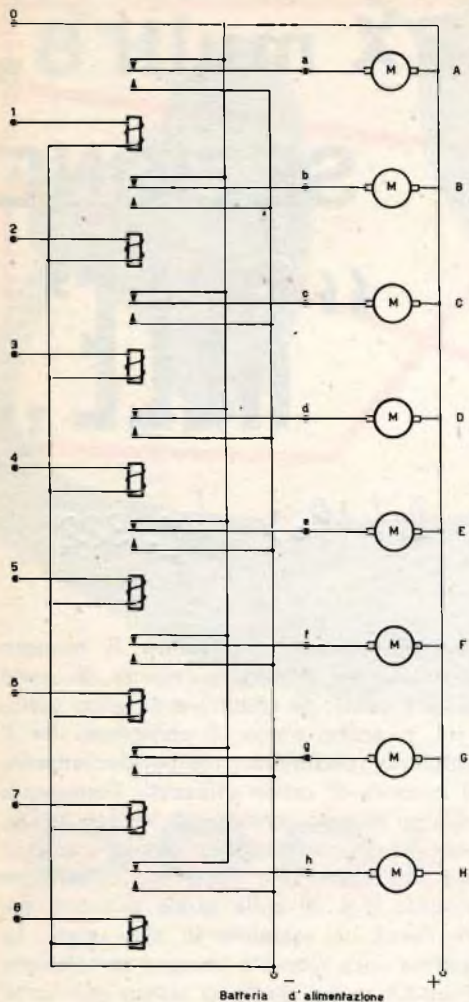 0
a M A
1
b M B
2
c M C
3
d M D
4
e M E
5
f M F
6
g M G
7
h M H
8
− +
Batteria d'alimentazione